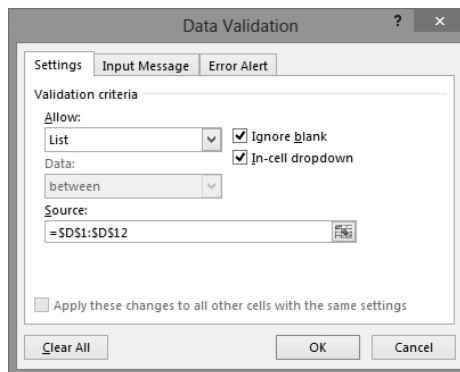 Data Validation ? ×
Settings Input Message Error Alert
Validation criteria
Allow:
List
Ignore blank
In-cell dropdown
Data:
between
Source:
=$D$1:$D$12
Apply these changes to all other cells with the same settings
Clear All OK Cancel